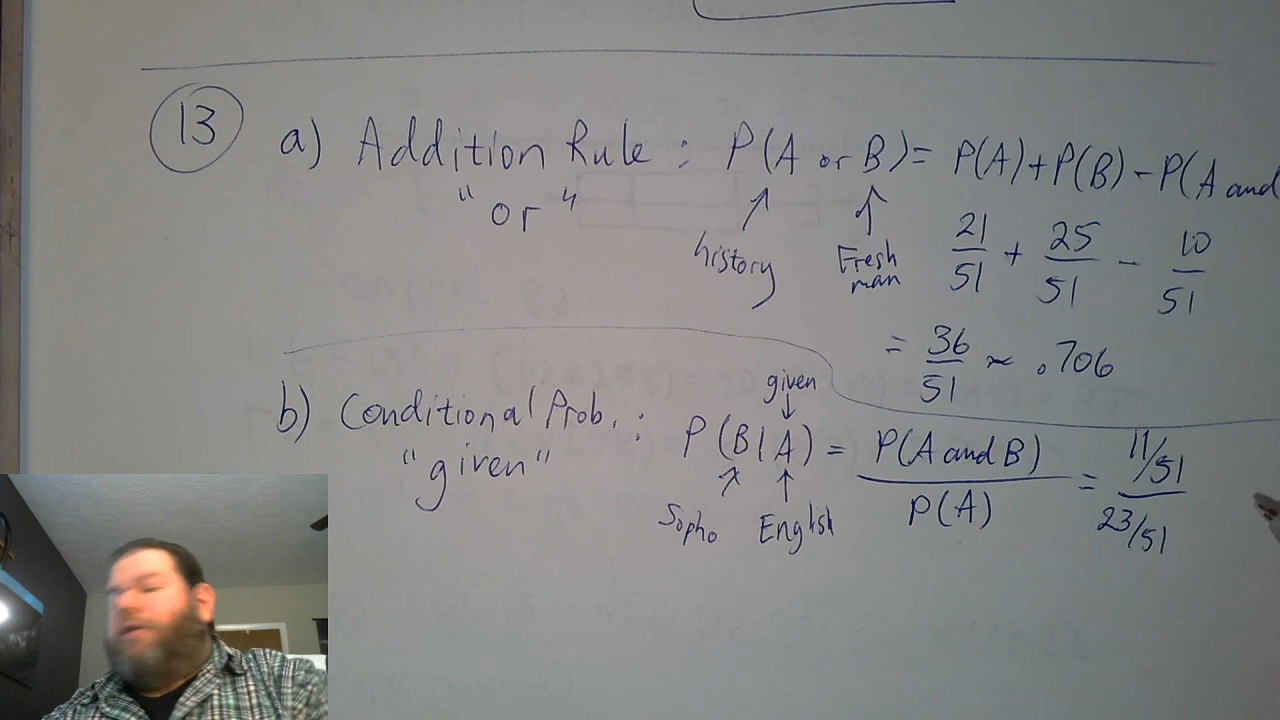 13
a) Addition Rule : P(A or B) = P(A) + P(B) - P(A and
"or"
history
Fresh
man
21/51 + 25/51 - 10/51
= 36/51 ≈ .706
b) Conditional Prob. : P(B|A) = P(A and B)/P(A) = 11/51 / 23/51
"given"
given
Sopho
English